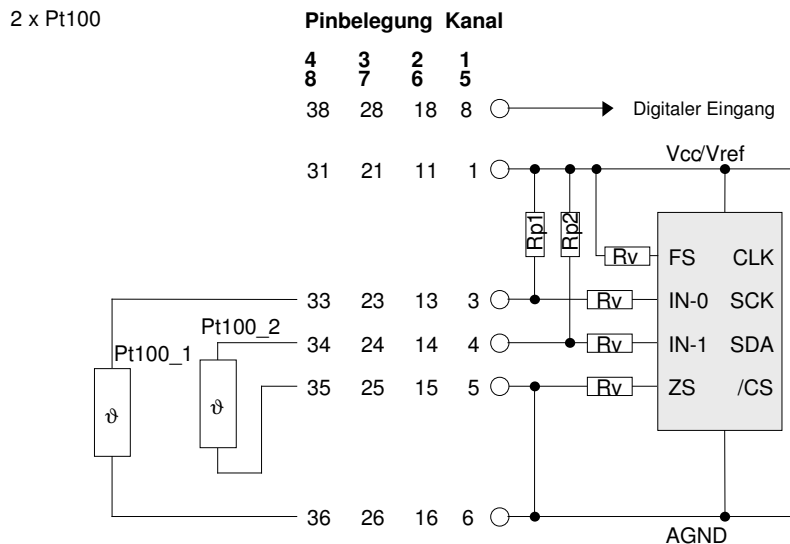 2 x Pt100
Pinbelegung Kanal
4 3 2 1
8 7 6 5
38 28 18 8 Digitaler Eingang
Vcc/Vref
31 21 11 1
Rp1 Rp2
Rv FS CLK
33 23 13 3 Rv IN-0 SCK
Pt100_2
34 24 14 4 Rv IN-1 SDA
Pt100_1
35 25 15 5 Rv ZS /CS
ϑ ϑ
36 26 16 6
AGND